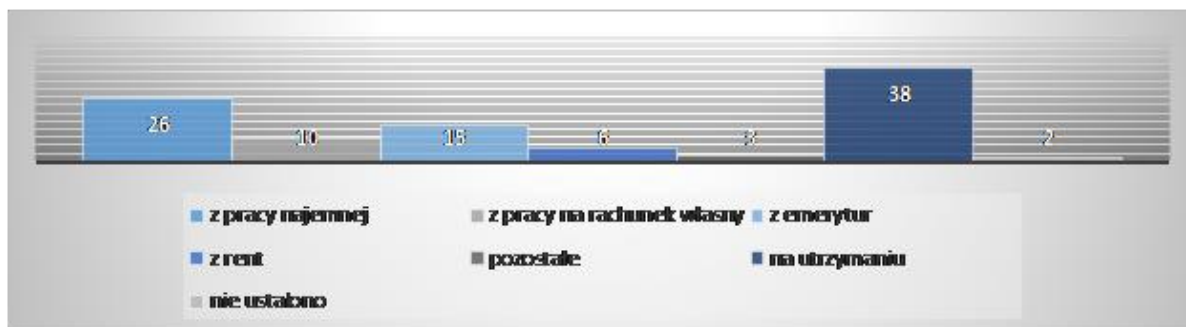 26 10 15 6 3 38 2
z pracy najemnej z pracy na rachunek własny z emerytur
z rent pozostałe na utrzymaniu
nie ustalono